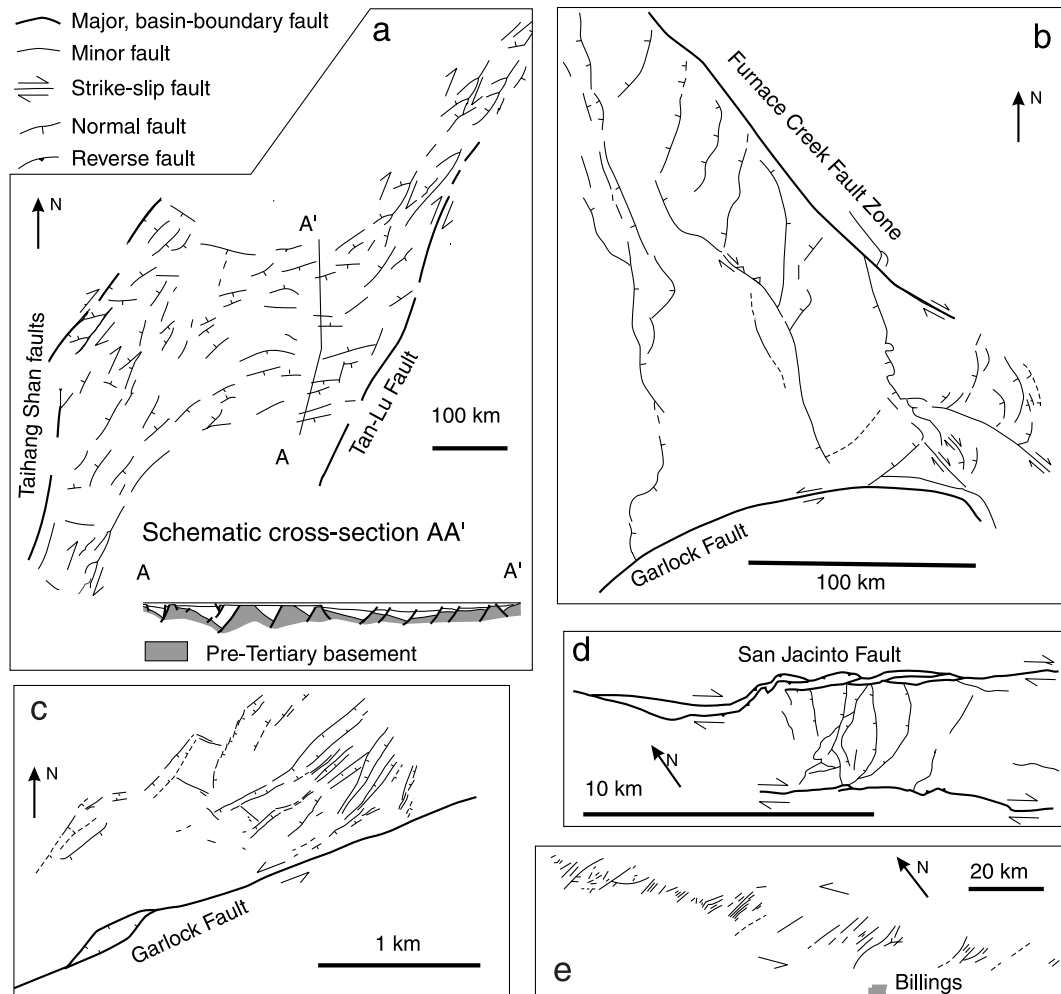 Major, basin-boundary fault
Minor fault
Strike-slip fault
Normal fault
Reverse fault
a
N
A'
Taihang Shan faults
Tan-Lu Fault
100 km
A
Schematic cross-section AA'
A
A'
Pre-Tertiary basement
b
N
Furnace Creek Fault Zone
Garlock Fault
100 km
c
N
Garlock Fault
1 km
d
San Jacinto Fault
N
10 km
N
20 km
e
Billings